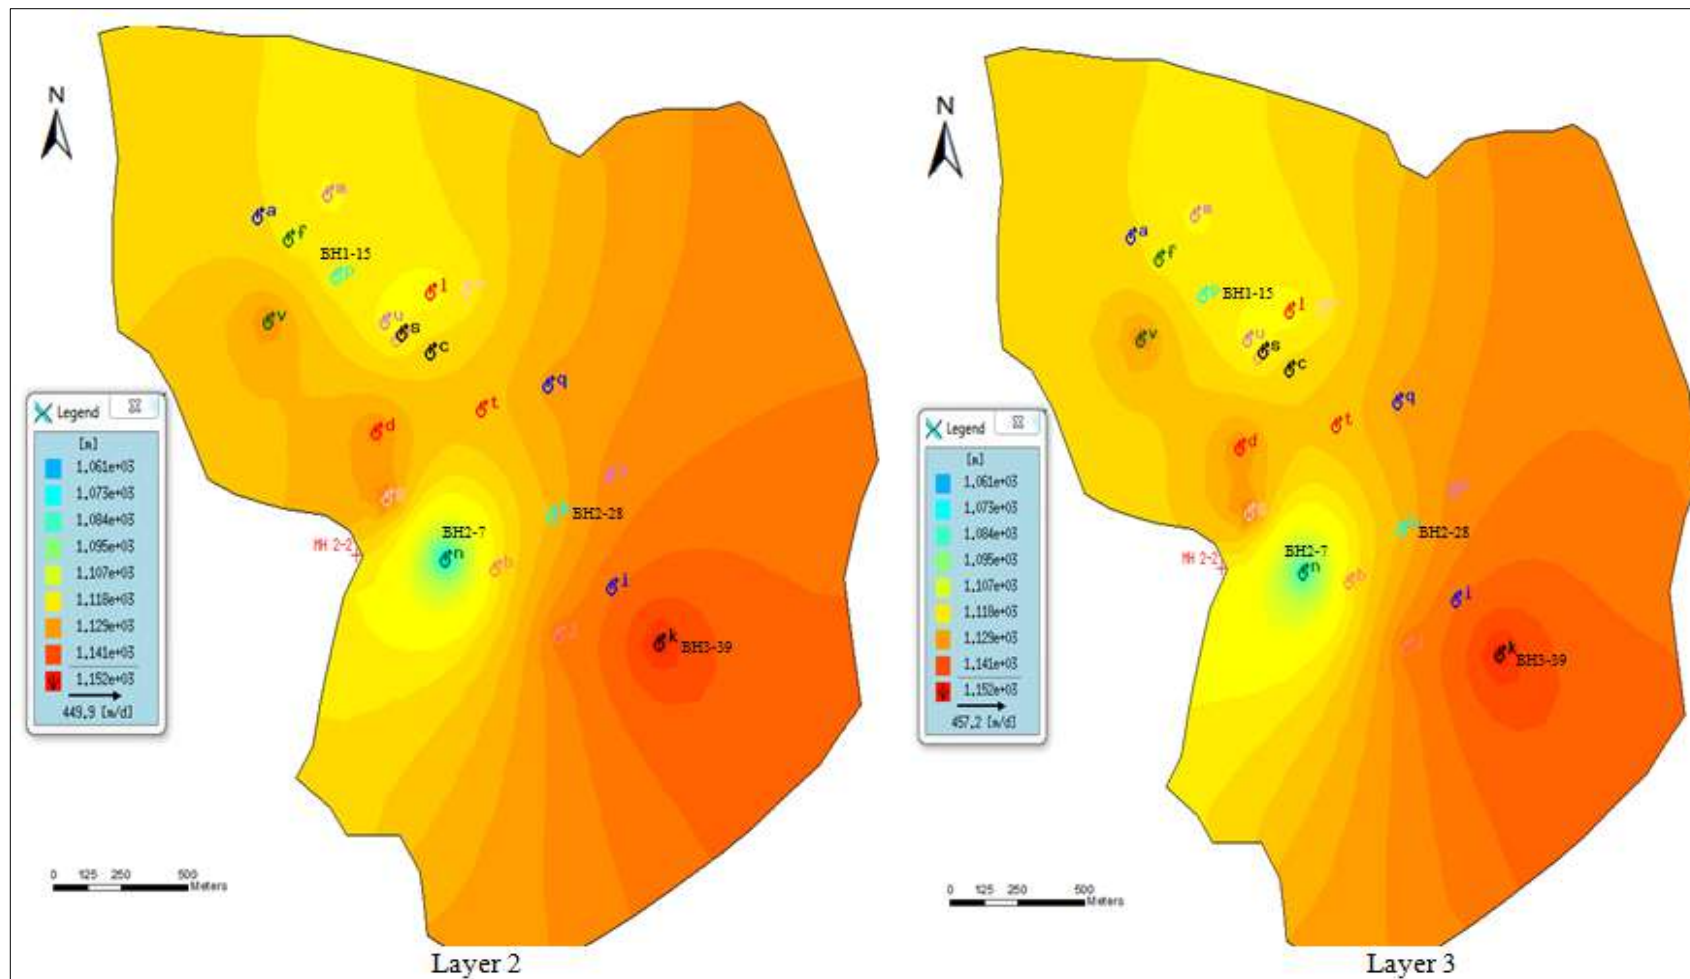 N
a
f
BH1-15
p
l
v
u
s
c
q
t
d
BH2-28
BH2-7
MH 2-2
n
b
i
k
BH3-39
Legend
[m]
1.061e+03
1.073e+03
1.084e+03
1.095e+03
1.107e+03
1.118e+03
1.129e+03
1.141e+03
1.152e+03
449.9 [m/d]
0 125 250 500
Meters
Layer 2
N
a
f
BH1-15
l
v
u
s
c
q
t
d
BH2-28
BH2-7
MH 2-2
n
b
i
k
BH3-39
Legend
[m]
1.061e+03
1.073e+03
1.084e+03
1.095e+03
1.107e+03
1.118e+03
1.129e+03
1.141e+03
1.152e+03
457.2 [m/d]
0 125 250 500
Meters
Layer 3